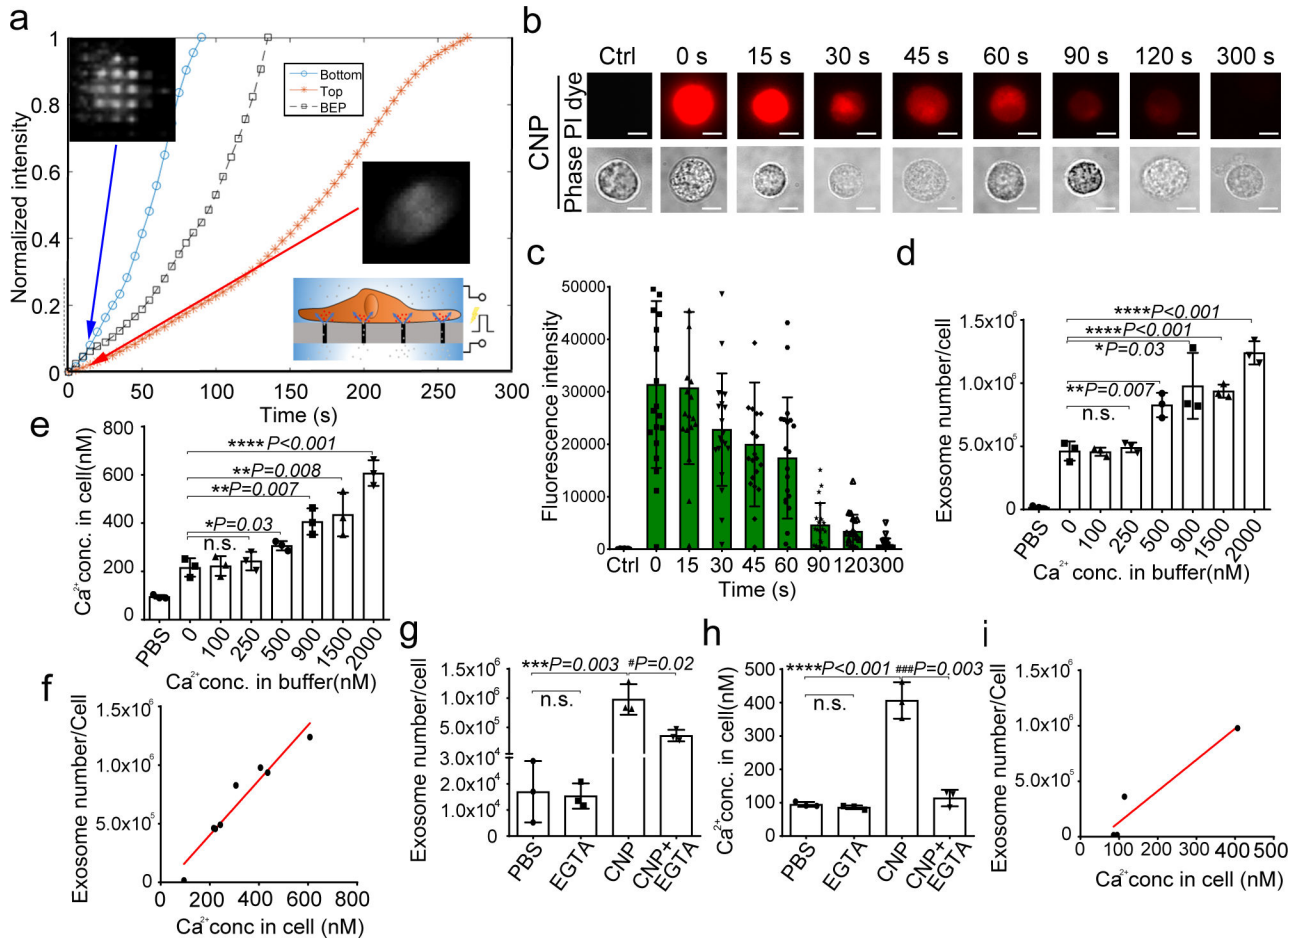 a
1
0.8
0.6
0.4
0.2
0
0
50
100
150
200
250
300
Normalized intensity
Time (s)
Bottom
Top
BEP
b
Ctrl 0 s 15 s 30 s 45 s 60 s 90 s 120 s 300 s
CNP
PI dye
Phase
c
50000
40000
30000
20000
10000
0
Fluorescence intensity
Ctrl 0 15 30 45 60 90 120 300
Time (s)
d
****P<0.001
****P<0.001
*P=0.03
**P=0.007
n.s.
1.5x10⁶
1.0x10⁶
5.0x10⁵
0
Exosome number/cell
PBS 0 100 250 500 900 1500 2000
Ca²⁺ conc. in buffer(nM)
e
****P<0.001
**P=0.008
**P=0.007
*P=0.03
n.s.
800
600
400
200
0
Ca²⁺ conc. in cell(nM)
PBS 0 100 250 500 900 1500 2000
Ca²⁺conc. in buffer(nM)
f
1.5x10⁶
1.0x10⁶
5.0x10⁵
0
Exosome number/Cell
0 200 400 600 800
Ca²⁺conc in cell (nM)
g
***P=0.003 #P=0.02
n.s.
1.5x10⁶
1.0x10⁶
5.0x10⁵
3.0x10⁴
2.0x10⁴
1.0x10⁴
0
Exosome number/cell
PBS EGTA CNP CNP+
EGTA
h
****P<0.001 ###P=0.003
n.s.
500
400
300
200
100
0
Ca²⁺ conc. in cell(nM)
PBS EGTA CNP CNP+
EGTA
i
1.5x10⁶
1.0x10⁶
5.0x10⁵
0
Exosome number/Cell
0 100 200 300 400 500
Ca²⁺conc in cell (nM)